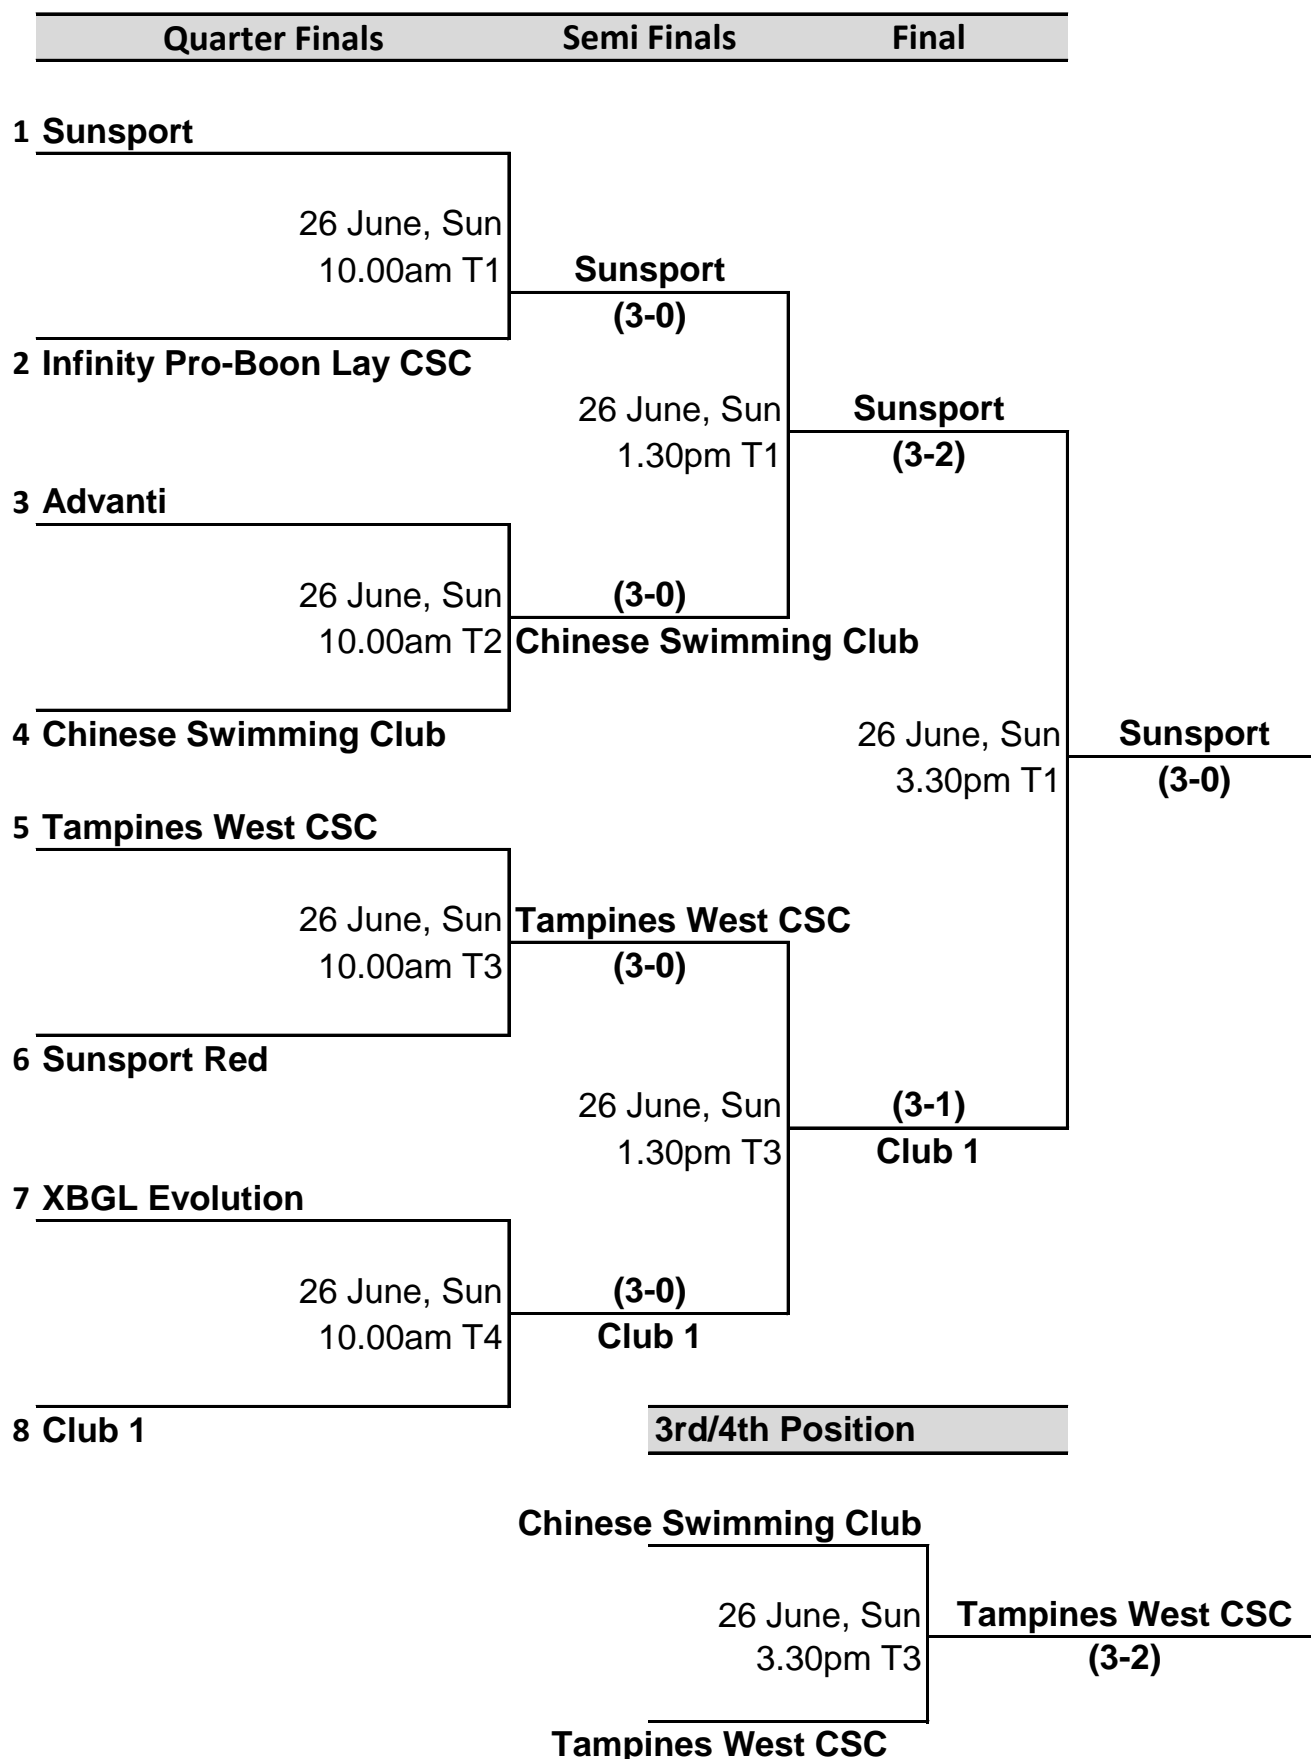 Quarter Finals Semi Finals Final
1 Sunsport
26 June, Sun
10.00am T1 Sunsport
(3-0)
2 Infinity Pro-Boon Lay CSC
26 June, Sun Sunsport
1.30pm T1 (3-2)
3 Advanti
26 June, Sun (3-0)
10.00am T2 Chinese Swimming Club
4 Chinese Swimming Club 26 June, Sun Sunsport
3.30pm T1 (3-0)
5 Tampines West CSC
26 June, Sun Tampines West CSC
10.00am T3 (3-0)
6 Sunsport Red
26 June, Sun (3-1)
1.30pm T3 Club 1
7 XBGL Evolution
26 June, Sun (3-0)
10.00am T4 Club 1
8 Club 1 3rd/4th Position
Chinese Swimming Club
26 June, Sun Tampines West CSC
3.30pm T3 (3-2)
Tampines West CSC